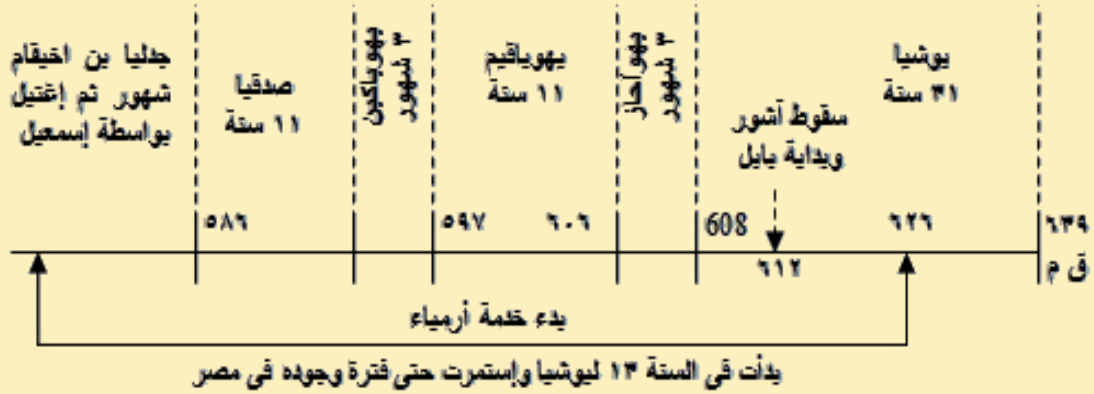 يوشيا
٣١ سنة
سقوط آشور
وبداية بابل
يهوآحاز
٣ شهور
يهوياقيم
١١ سنة
يهوياكين
٣ شهور
صدقيا
١١ سنة
جدليا بن اخيقام
شهور ثم إغتيل
بواسطة إسمعيل
٦٣٩
ق م
٦٢٦
٦١٢
608
٦٠٦
٥٩٧
٥٨٦
بدء خدمة أرمياء
بدأت فى السنة ١٣ ليوشيا وإستمرت حتى فترة وجوده فى مصر